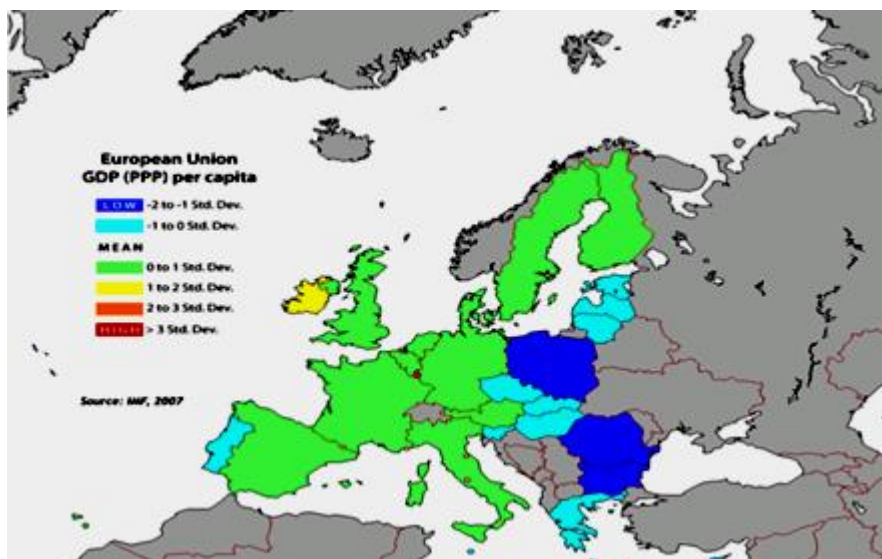 European Union
GDP (PPP) per capita
LOW -2 to -1 Std. Dev.
-1 to 0 Std. Dev.
MEAN
0 to 1 Std. Dev.
1 to 2 Std. Dev.
2 to 3 Std. Dev.
HIGH > 3 Std. Dev.
Source: IMF, 2007